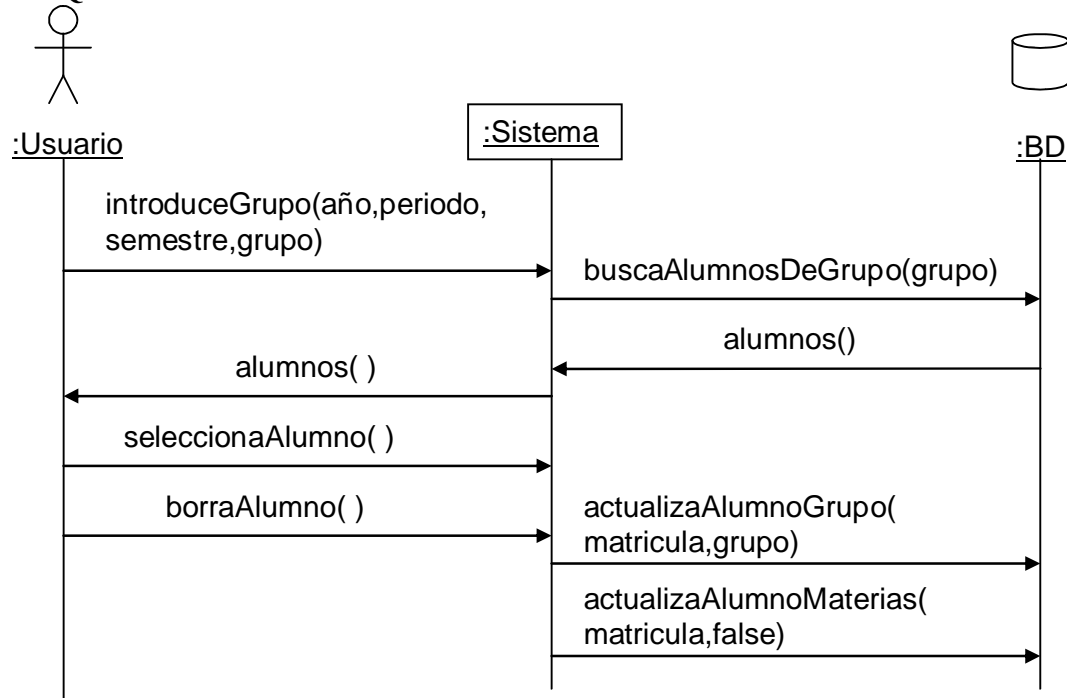 :Usuario
:Sistema
:BD
introduceGrupo(año,periodo,
semestre,grupo)
buscaAlumnosDeGrupo(grupo)
alumnos()
alumnos( )
seleccionaAlumno( )
borraAlumno( )
actualizaAlumnoGrupo(
matricula,grupo)
actualizaAlumnoMaterias(
matricula,false)